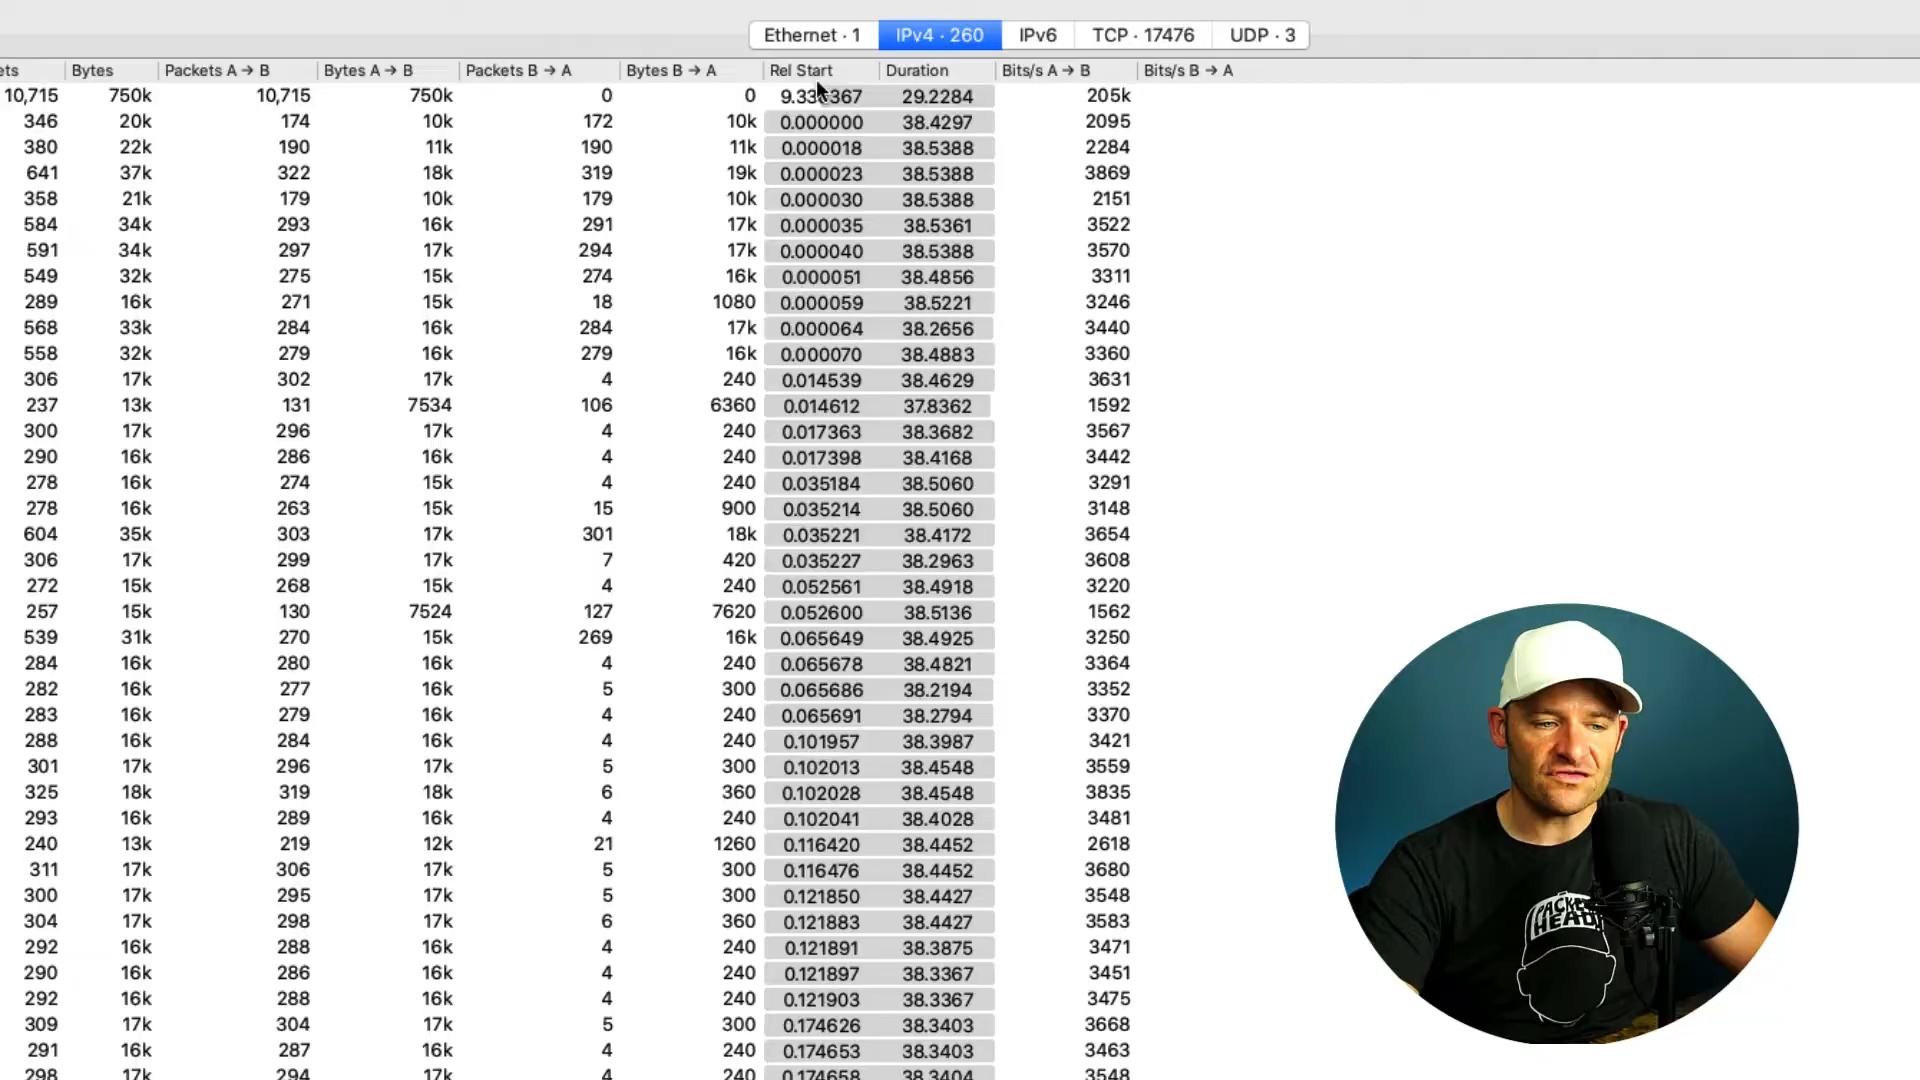 Ethernet · 1 IPv4 · 260 IPv6 TCP · 17476 UDP · 3
ets Bytes Packets A → B Bytes A → B Packets B → A Bytes B → A Rel Start Duration Bits/s A → B Bits/s B → A
10,715 750k 10,715 750k 0 0 29.2284 205k
346 20k 174 10k 172 10k 0.000000 38.4297 2095
380 22k 190 11k 190 11k 0.000018 38.5388 2284
641 37k 322 18k 319 19k 0.000023 38.5388 3869
358 21k 179 10k 179 10k 0.000030 38.5388 2151
584 34k 293 16k 291 17k 0.000035 38.5361 3522
591 34k 297 17k 294 17k 0.000040 38.5388 3570
549 32k 275 15k 274 16k 0.000051 38.4856 3311
289 16k 271 15k 18 1080 0.000059 38.5221 3246
568 33k 284 16k 284 17k 0.000064 38.2656 3440
558 32k 279 16k 279 16k 0.000070 38.4883 3360
306 17k 302 17k 4 240 0.014539 38.4629 3631
237 13k 131 7534 106 6360 0.014612 37.8362 1592
300 17k 296 17k 4 240 0.017363 38.3682 3567
290 16k 286 16k 4 240 0.017398 38.4168 3442
278 16k 274 15k 4 240 0.035184 38.5060 3291
278 16k 263 15k 15 900 0.035214 38.5060 3148
604 35k 303 17k 301 18k 0.035221 38.4172 3654
306 17k 299 17k 7 420 0.035227 38.2963 3608
272 15k 268 15k 4 240 0.052561 38.4918 3220
257 15k 130 7524 127 7620 0.052600 38.5136 1562
539 31k 270 15k 269 16k 0.065649 38.4925 3250
284 16k 280 16k 4 240 0.065678 38.4821 3364
282 16k 277 16k 5 300 0.065686 38.2194 3352
283 16k 279 16k 4 240 0.065691 38.2794 3370
288 16k 284 16k 4 240 0.101957 38.3987 3421
301 17k 296 17k 5 300 0.102013 38.4548 3559
325 18k 319 18k 6 360 0.102028 38.4548 3835
293 16k 289 16k 4 240 0.102041 38.4028 3481
240 13k 219 12k 21 1260 0.116420 38.4452 2618
311 17k 306 17k 5 300 0.116476 38.4452 3680
300 17k 295 17k 5 300 0.121850 38.4427 3548
304 17k 298 17k 6 360 0.121883 38.4427 3583
292 16k 288 16k 4 240 0.121891 38.3875 3471
290 16k 286 16k 4 240 0.121897 38.3367 3451
292 16k 288 16k 4 240 0.121903 38.3367 3475
309 17k 304 17k 5 300 0.174626 38.3403 3668
291 16k 287 16k 4 240 0.174653 38.3403 3463
298 17k 294 17k 4 240 0.174658 38.3404 3548
HEAD